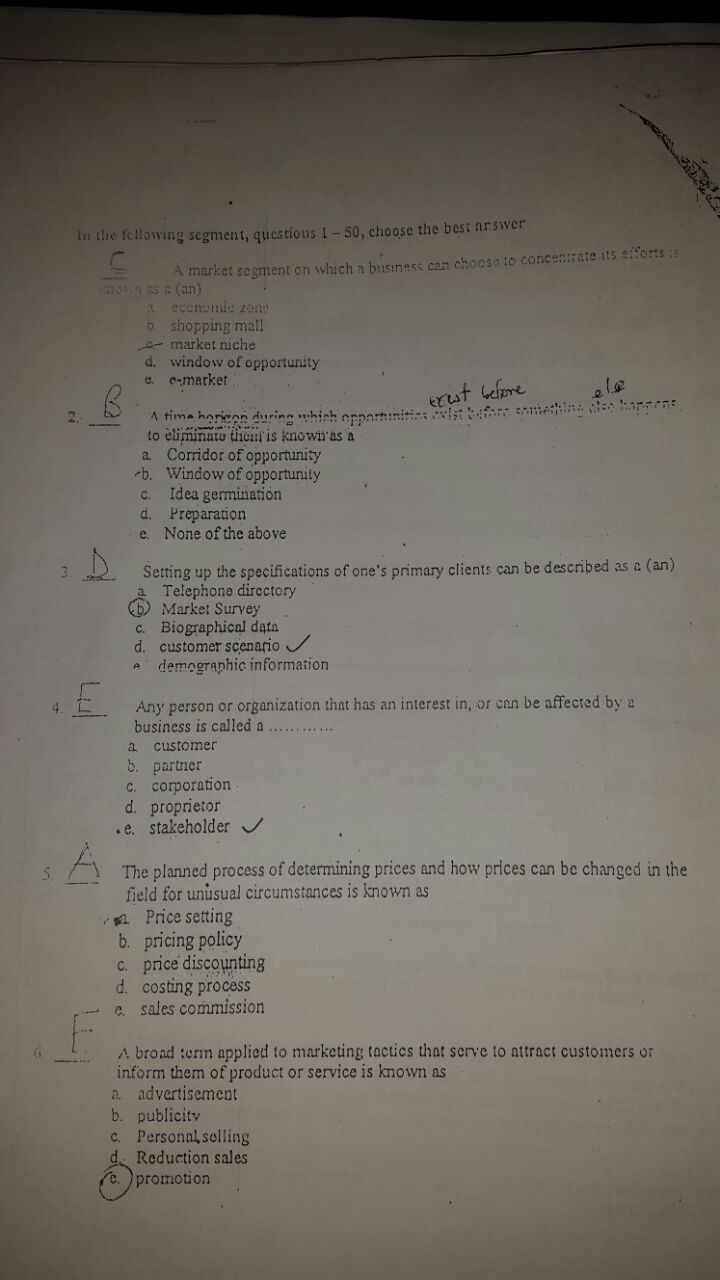 In the following segment, questions 1 – 50, choose the best answer
C A market segment on which a business can choose to concentrate its efforts is
known as a (an)
a. economic zone
b. shopping mall
c. market niche
d. window of opportunity
e. e-market
exist before else
2. B A time horizon during which opportunities exist before something else happens
to eliminate them is known as a
a. Corridor of opportunity
b. Window of opportunity
c. Idea germination
d. Preparation
e. None of the above
3. D Setting up the specifications of one's primary clients can be described as a (an)
a. Telephone directory
b. Market Survey
c. Biographical data
d. customer scenario
e. demographic information
4. E Any person or organization that has an interest in, or can be affected by a
business is called a ............
a. customer
b. partner
c. corporation
d. proprietor
e. stakeholder
5. A The planned process of determining prices and how prices can be changed in the
field for unusual circumstances is known as
a. Price setting
b. pricing policy
c. price discounting
d. costing process
e. sales commission
6. E A broad term applied to marketing tactics that serve to attract customers or
inform them of product or service is known as
a. advertisement
b. publicity
c. Personal selling
d. Reduction sales
e. promotion